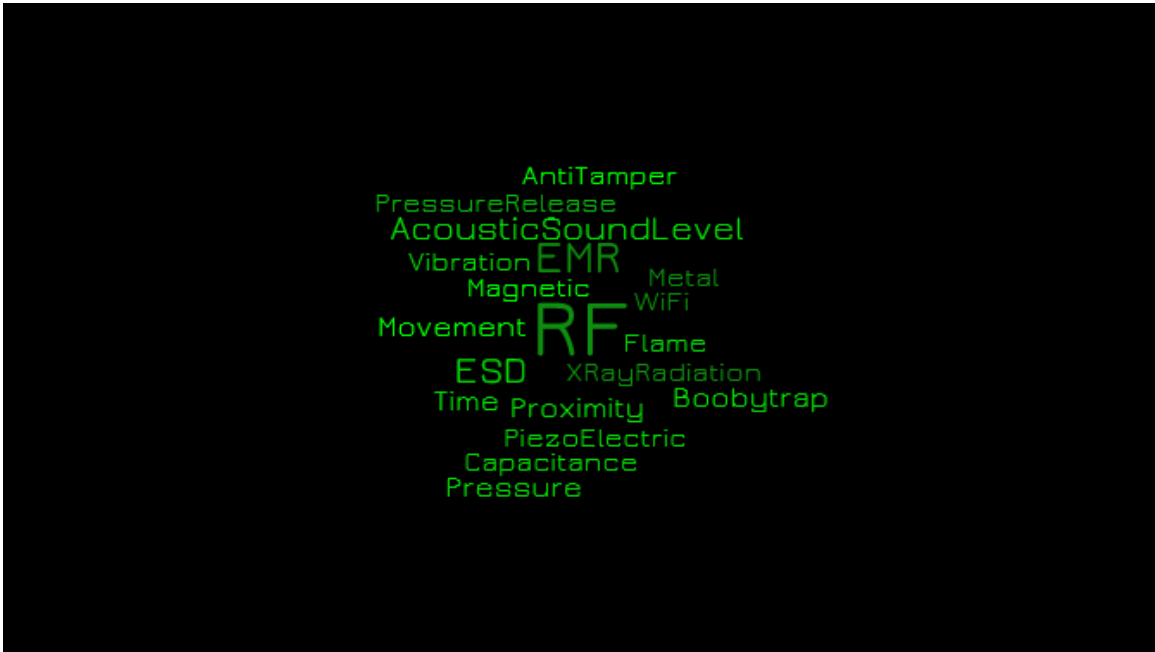 AntiTamper
PressureRelease
AcousticSoundLevel
Vibration EMR
Metal
Magnetic
WiFi
Movement RF
Flame
ESD XRayRadiation
Time Proximity Boobytrap
PiezoElectric
Capacitance
Pressure